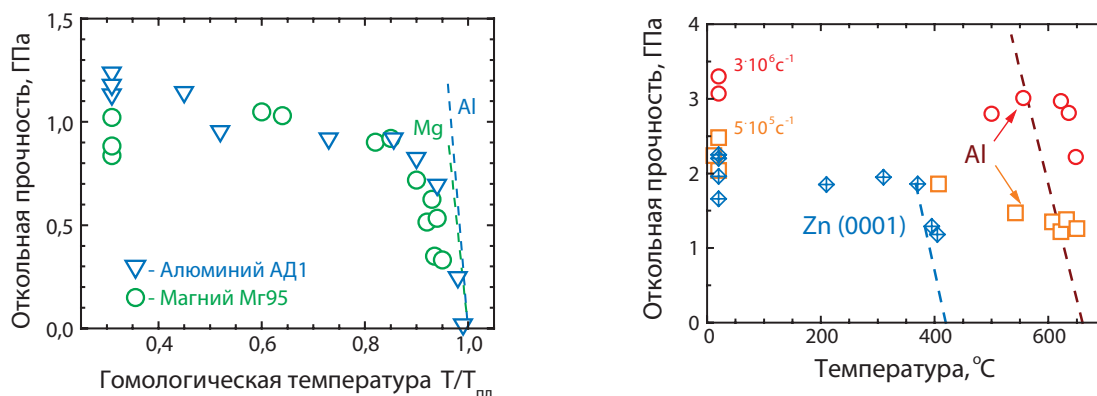 Откольная прочность, ГПа
1,5
1,0
0,5
0,0
0,4
0,6
0,8
1,0
Al
Mg
- Алюминий АД1
- Магний Мг95
Гомологическая температура T/Tпл
Откольная прочность, ГПа
4
3
2
1
0
0
200
400
600
3·10⁶с⁻¹
5·10⁵с⁻¹
Al
Zn (0001)
Температура, °C